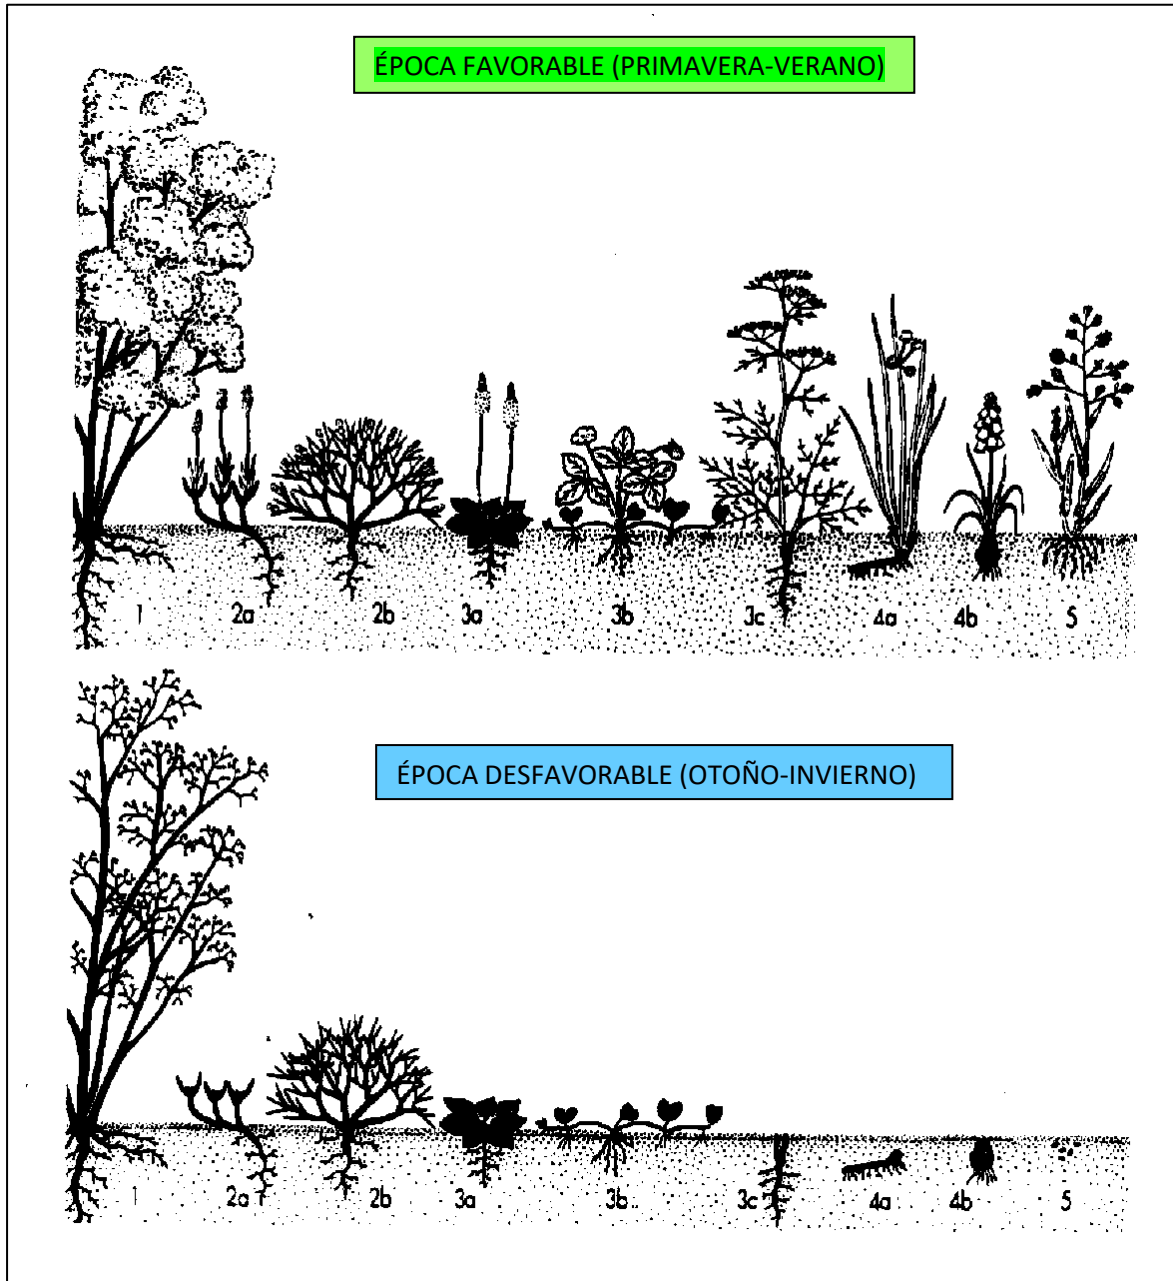 ÉPOCA FAVORABLE (PRIMAVERA-VERANO)
1 2a 2b 3a 3b 3c 4a 4b 5
ÉPOCA DESFAVORABLE (OTOÑO-INVIERNO)
1 2a 2b 3a 3b 3c 4a 4b 5